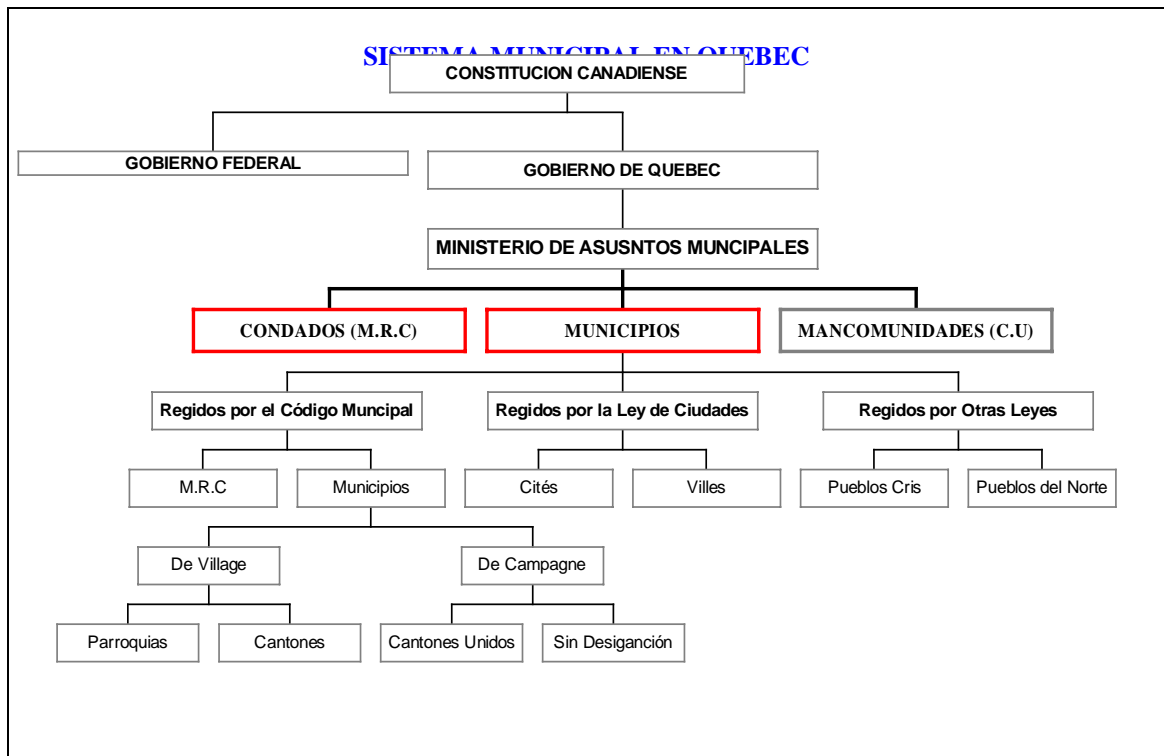 SISTEMA MUNICIPAL EN QUEBEC
CONSTITUCION CANADIENSE
GOBIERNO FEDERAL
GOBIERNO DE QUEBEC
MINISTERIO DE ASUSNTOS MUNCIPALES
CONDADOS (M.R.C)
MUNICIPIOS
MANCOMUNIDADES (C.U)
Regidos por el Código Muncipal
Regidos por la Ley de Ciudades
Regidos por Otras Leyes
M.R.C
Municipios
Cités
Villes
Pueblos Cris
Pueblos del Norte
De Village
De Campagne
Parroquias
Cantones
Cantones Unidos
Sin Desiganción